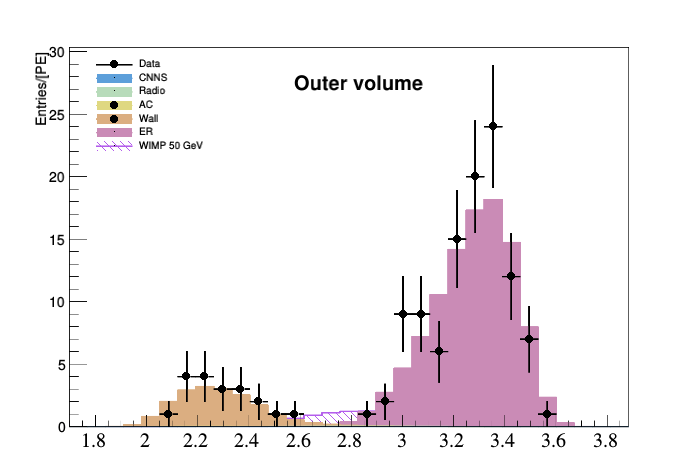 Entries/[PE]
30
25
20
15
10
5
0
Outer volume
Data
CNNS
Radio
AC
Wall
ER
WIMP 50 GeV
1.8 2 2.2 2.4 2.6 2.8 3 3.2 3.4 3.6 3.8